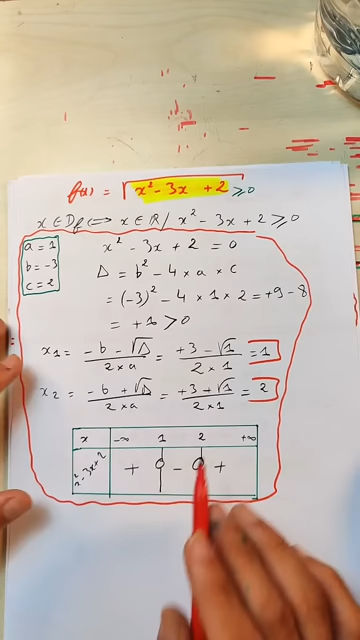 f(x) = √x² - 3x + 2 ≥0
x ∈ Df ⟺ x ∈ ℝ / x² - 3x + 2 ≥ 0
a = 1
b = -3
c = 2
x² - 3x + 2 = 0
Δ = b² - 4 × a × c
= (-3)² - 4 × 1 × 2 = +9 - 8
= +1 > 0
x₁ = (-b - √Δ)/(2 × a) = (+3 - √1)/(2 × 1) = 1
x₂ = (-b + √Δ)/(2 × a) = (+3 + √1)/(2 × 1) = 2
x -∞ 1 2 +∞
x² - 3x + 2 + 0 - 0 +